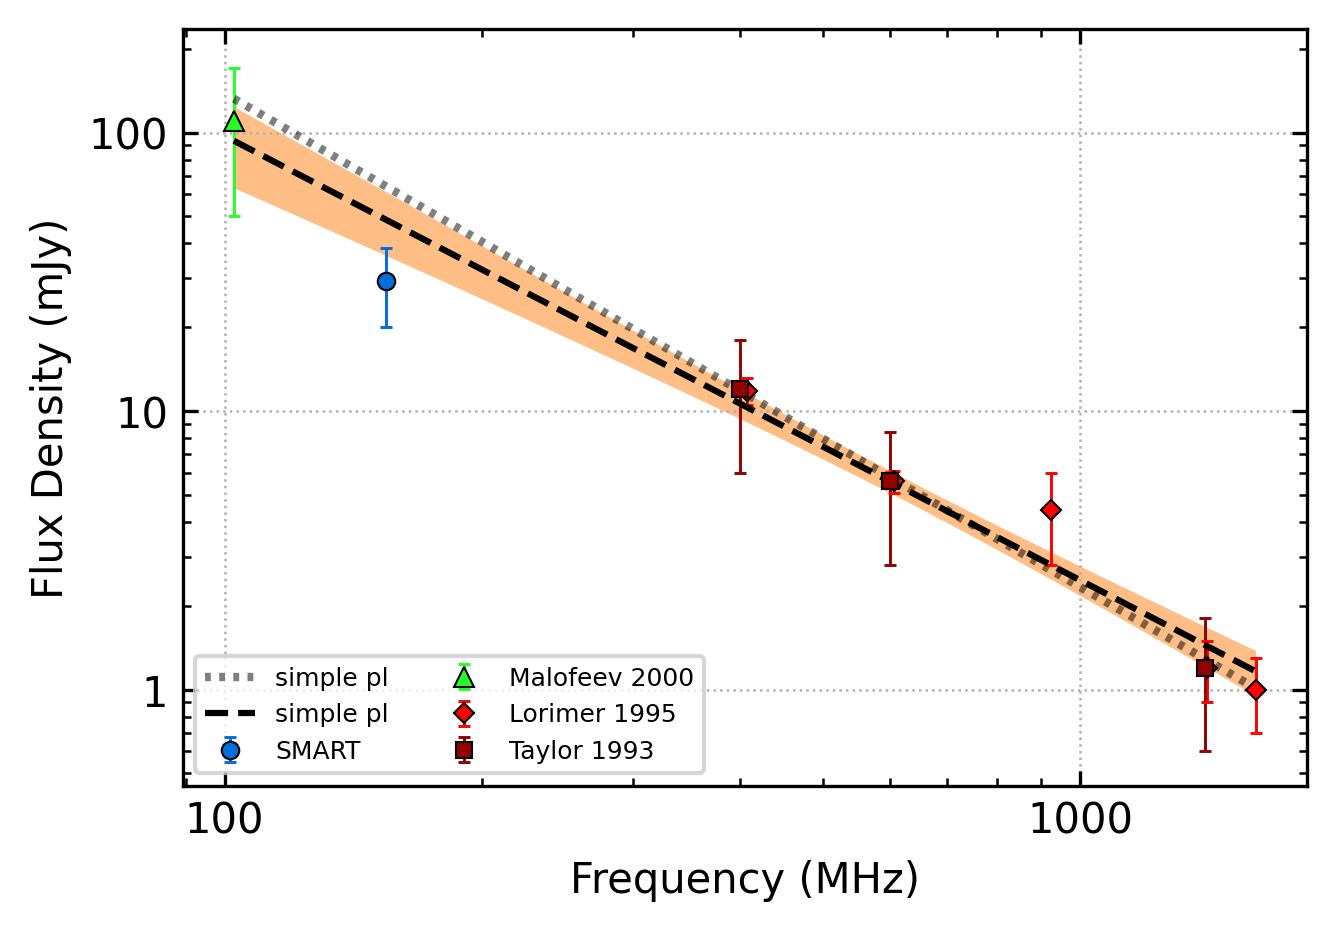 100
10
1
Flux Density (mJy)
simple pl
simple pl
SMART
Malofeev 2000
Lorimer 1995
Taylor 1993
100
1000
Frequency (MHz)